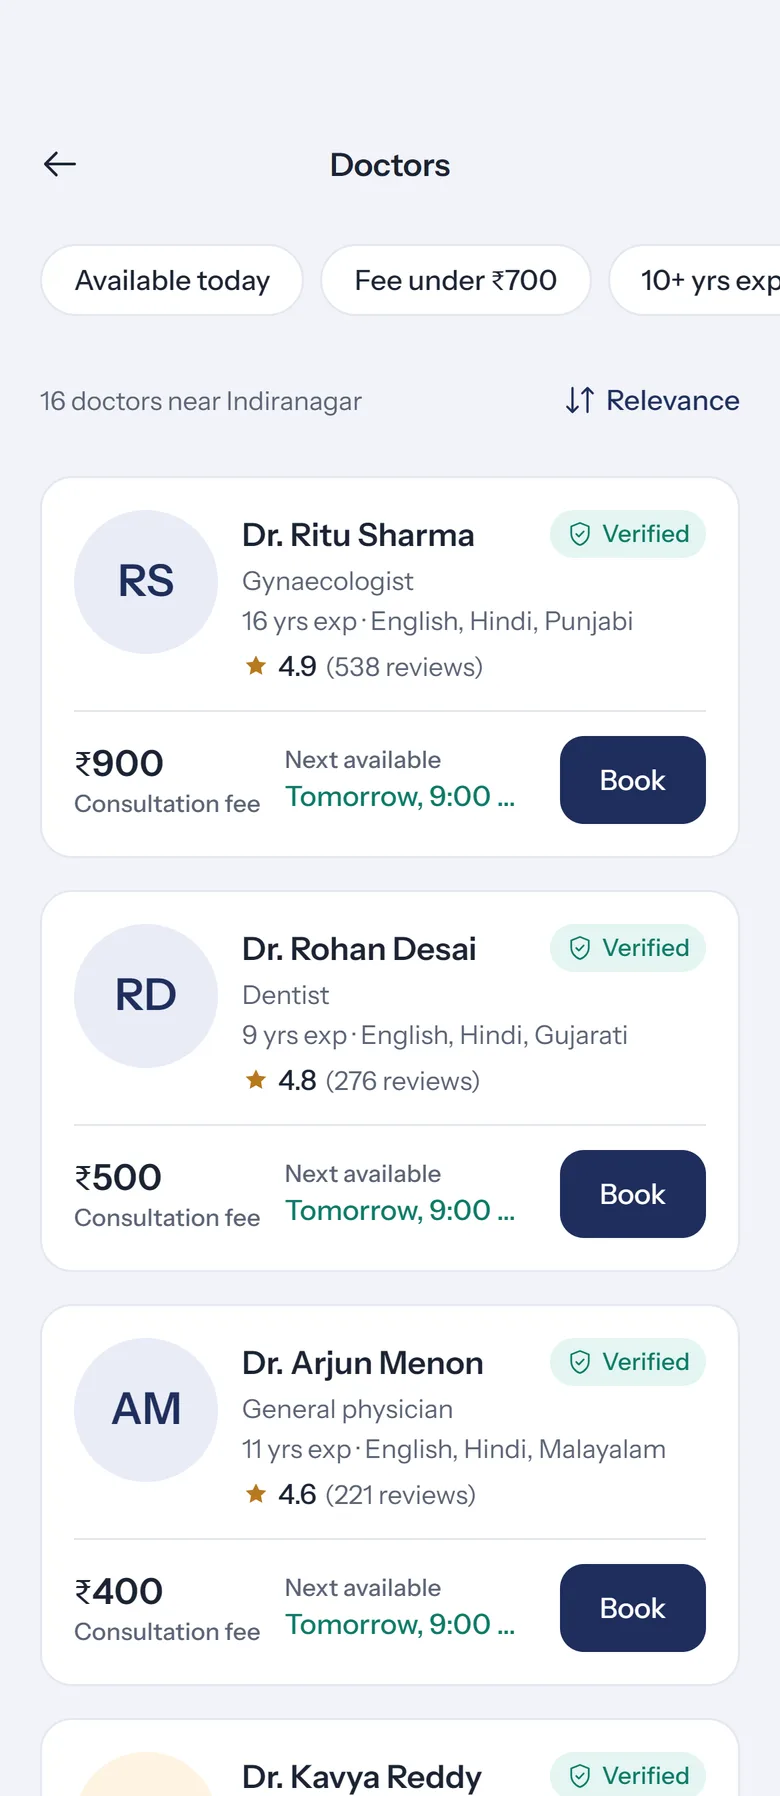 Doctors
Available today
Fee under ₹700
10+ yrs exp
16 doctors near Indiranagar
Relevance
RS
Dr. Ritu Sharma
Verified
Gynaecologist
16 yrs exp · English, Hindi, Punjabi
4.9 (538 reviews)
₹900
Consultation fee
Next available
Tomorrow, 9:00 ...
Book
RD
Dr. Rohan Desai
Verified
Dentist
9 yrs exp · English, Hindi, Gujarati
4.8 (276 reviews)
₹500
Consultation fee
Next available
Tomorrow, 9:00 ...
Book
AM
Dr. Arjun Menon
Verified
General physician
11 yrs exp · English, Hindi, Malayalam
4.6 (221 reviews)
₹400
Consultation fee
Next available
Tomorrow, 9:00 ...
Book
Dr. Kavya Reddy
Verified